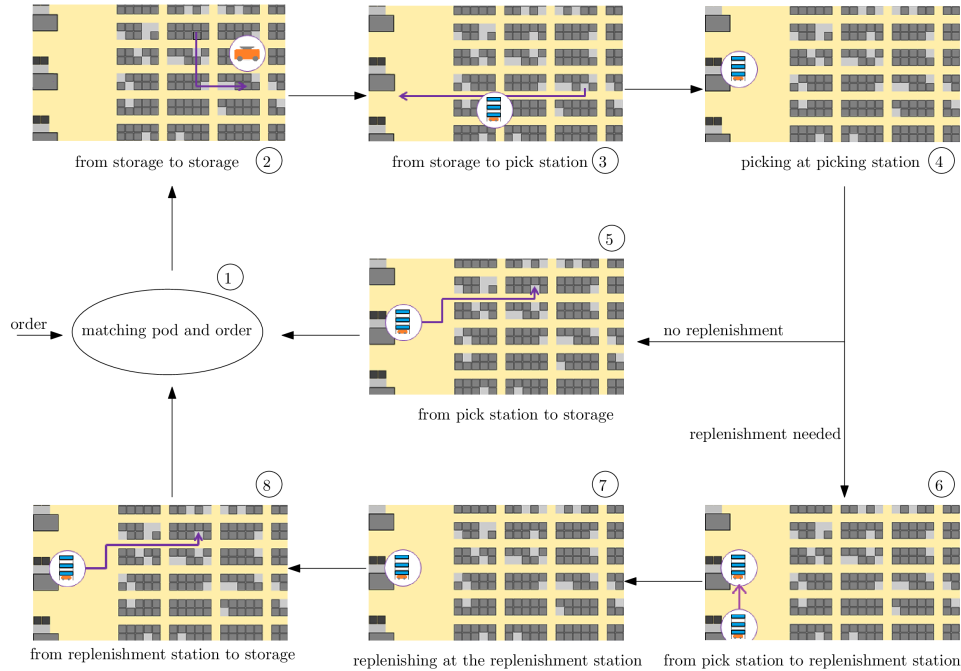 from storage to storage
2
from storage to pick station
3
picking at picking station
4
5
1
order
matching pod and order
no replenishment
from pick station to storage
replenishment needed
8
7
6
from replenishment station to storage
replenishing at the replenishment station
from pick station to replenishment station